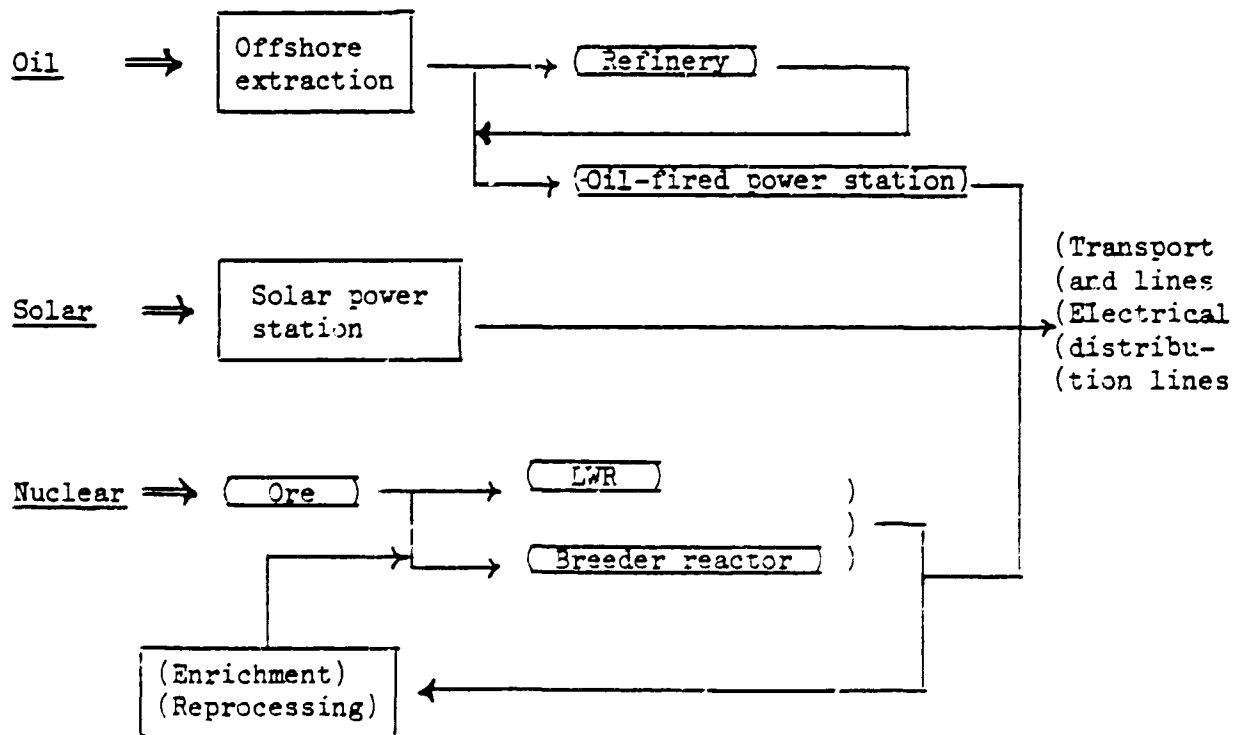 Oil
Offshore
extraction
(Refinery)
(Oil-fired power station)
Solar
Solar power
station
(Transport
(and lines
(Electrical
(distribu-
(tion lines
Nuclear
(Ore)
(LWR)
)
)
(Breeder reactor)
)
(Enrichment)
(Reprocessing)